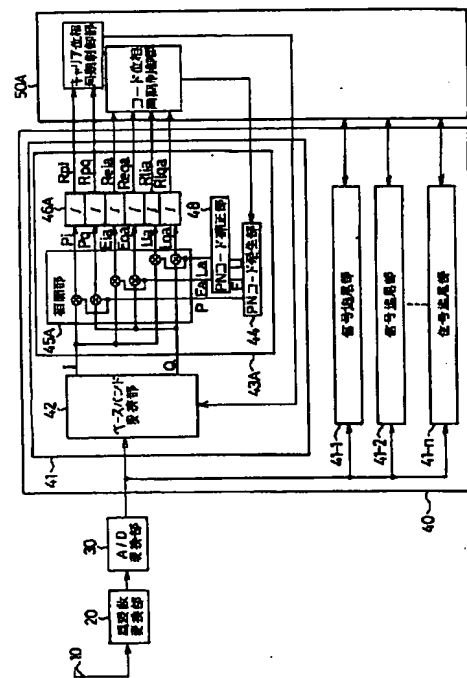 10
20
周波数
変換部
30
A/D
変換部
40
41
42
ベースバンド
変換部
I
Q
43A
45A
相関部
Pi
Pq
Eia
Eqa
Lia
Lqa
46A
∫
∫
∫
∫
∫
∫
Rpi
Rpq
Reia
Reqa
Rlia
Rlqa
P
Ea
La
48
PNコード補正部
E
L
PNコード発生部
44
50A
キャリア位相
同期制御部
コード位相
同期制御部
41-1
信号追尾部
41-2
信号追尾部
41-n
信号追尾部